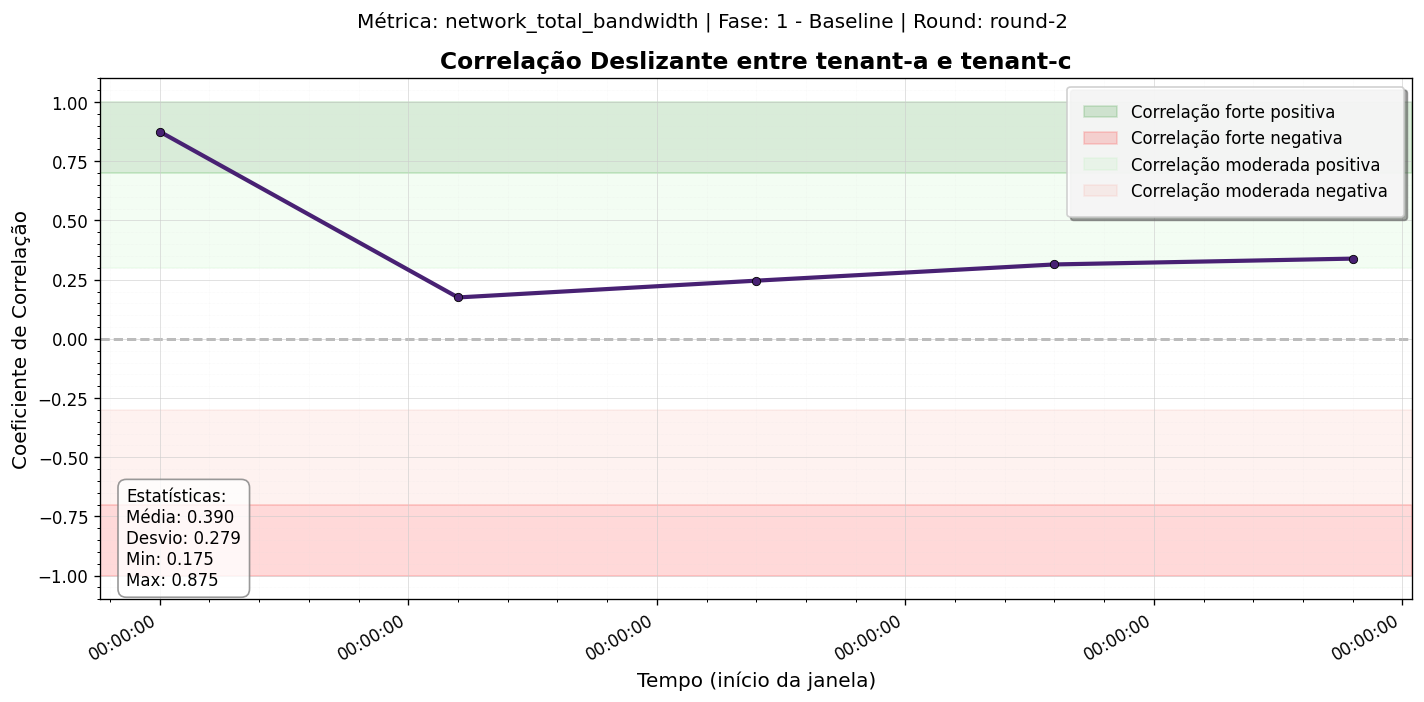 Métrica: network_total_bandwidth | Fase: 1 - Baseline | Round: round-2
Correlação Deslizante entre tenant-a e tenant-c
Coeficiente de Correlação
1.00
0.75
0.50
0.25
0.00
−0.25
−0.50
−0.75
−1.00
Correlação forte positiva
Correlação forte negativa
Correlação moderada positiva
Correlação moderada negativa
Estatísticas:
Média: 0.390
Desvio: 0.279
Min: 0.175
Max: 0.875
00:00:00
00:00:00
00:00:00
00:00:00
00:00:00
00:00:00
Tempo (início da janela)